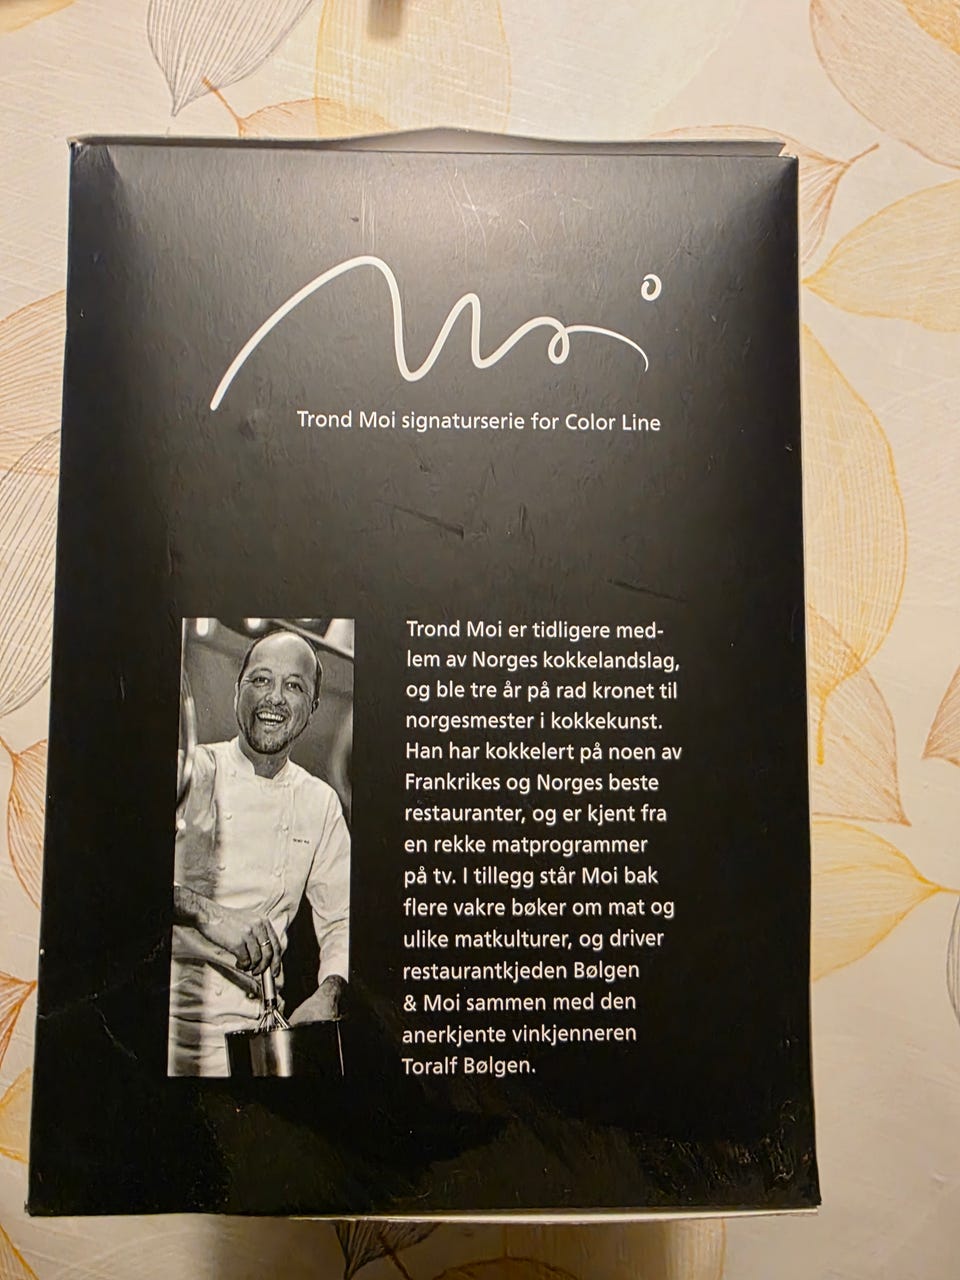 Moi
Trond Moi signaturserie for Color Line
Trond Moi er tidligere med-
lem av Norges kokkelandslag,
og ble tre år på rad kronet til
norgesmester i kokkekunst.
Han har kokkelert på noen av
Frankrikes og Norges beste
restauranter, og er kjent fra
en rekke matprogrammer
på tv. I tillegg står Moi bak
flere vakre bøker om mat og
ulike matkulturer, og driver
restaurantkjeden Bølgen
& Moi sammen med den
anerkjente vinkjenneren
Toralf Bølgen.